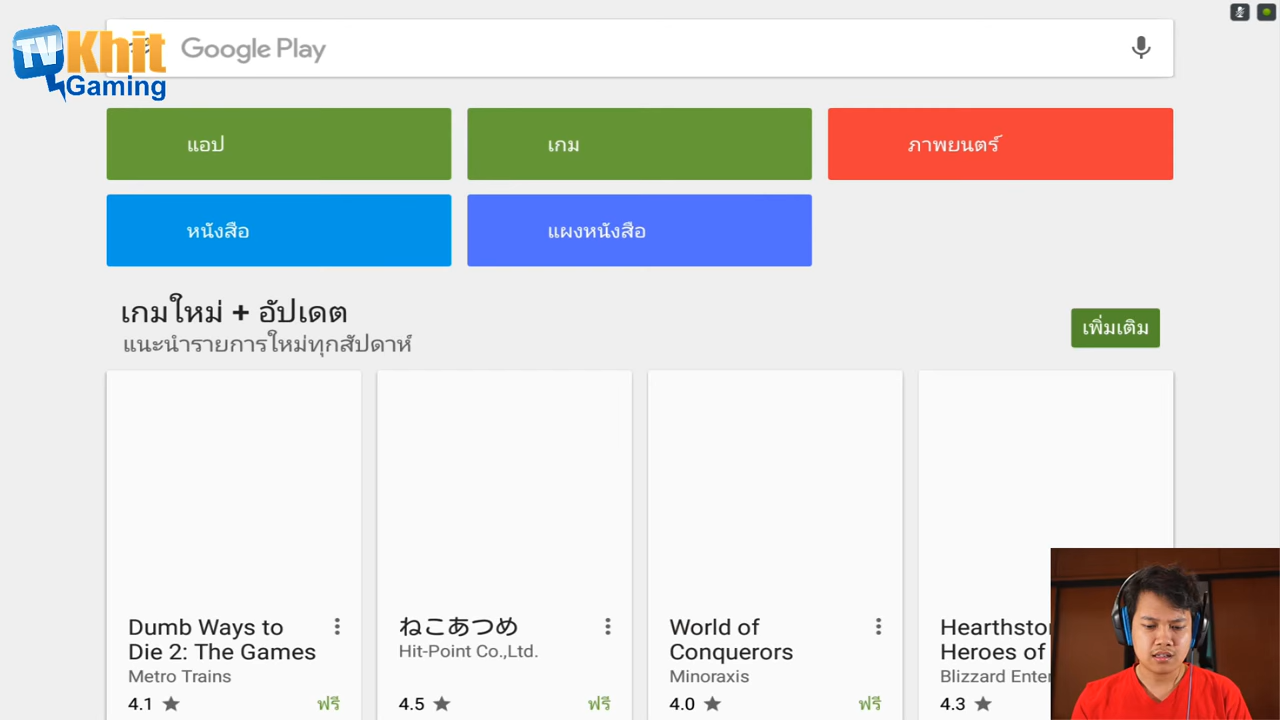 TV Khit
Gaming
Google Play
แอป
เกม
ภาพยนตร์
หนังสือ
แผงหนังสือ
เกมใหม่ + อัปเดต
แนะนำรายการใหม่ทุกสัปดาห์
เพิ่มเติม
Dumb Ways to
Die 2: The Games
Metro Trains
4.1 ★ ฟรี
ねこあつめ
Hit-Point Co.,Ltd.
4.5 ★ ฟรี
World of
Conquerors
Minoraxis
4.0 ★ ฟรี
Hearthsto
Heroes of
Blizzard Enter
4.3 ★